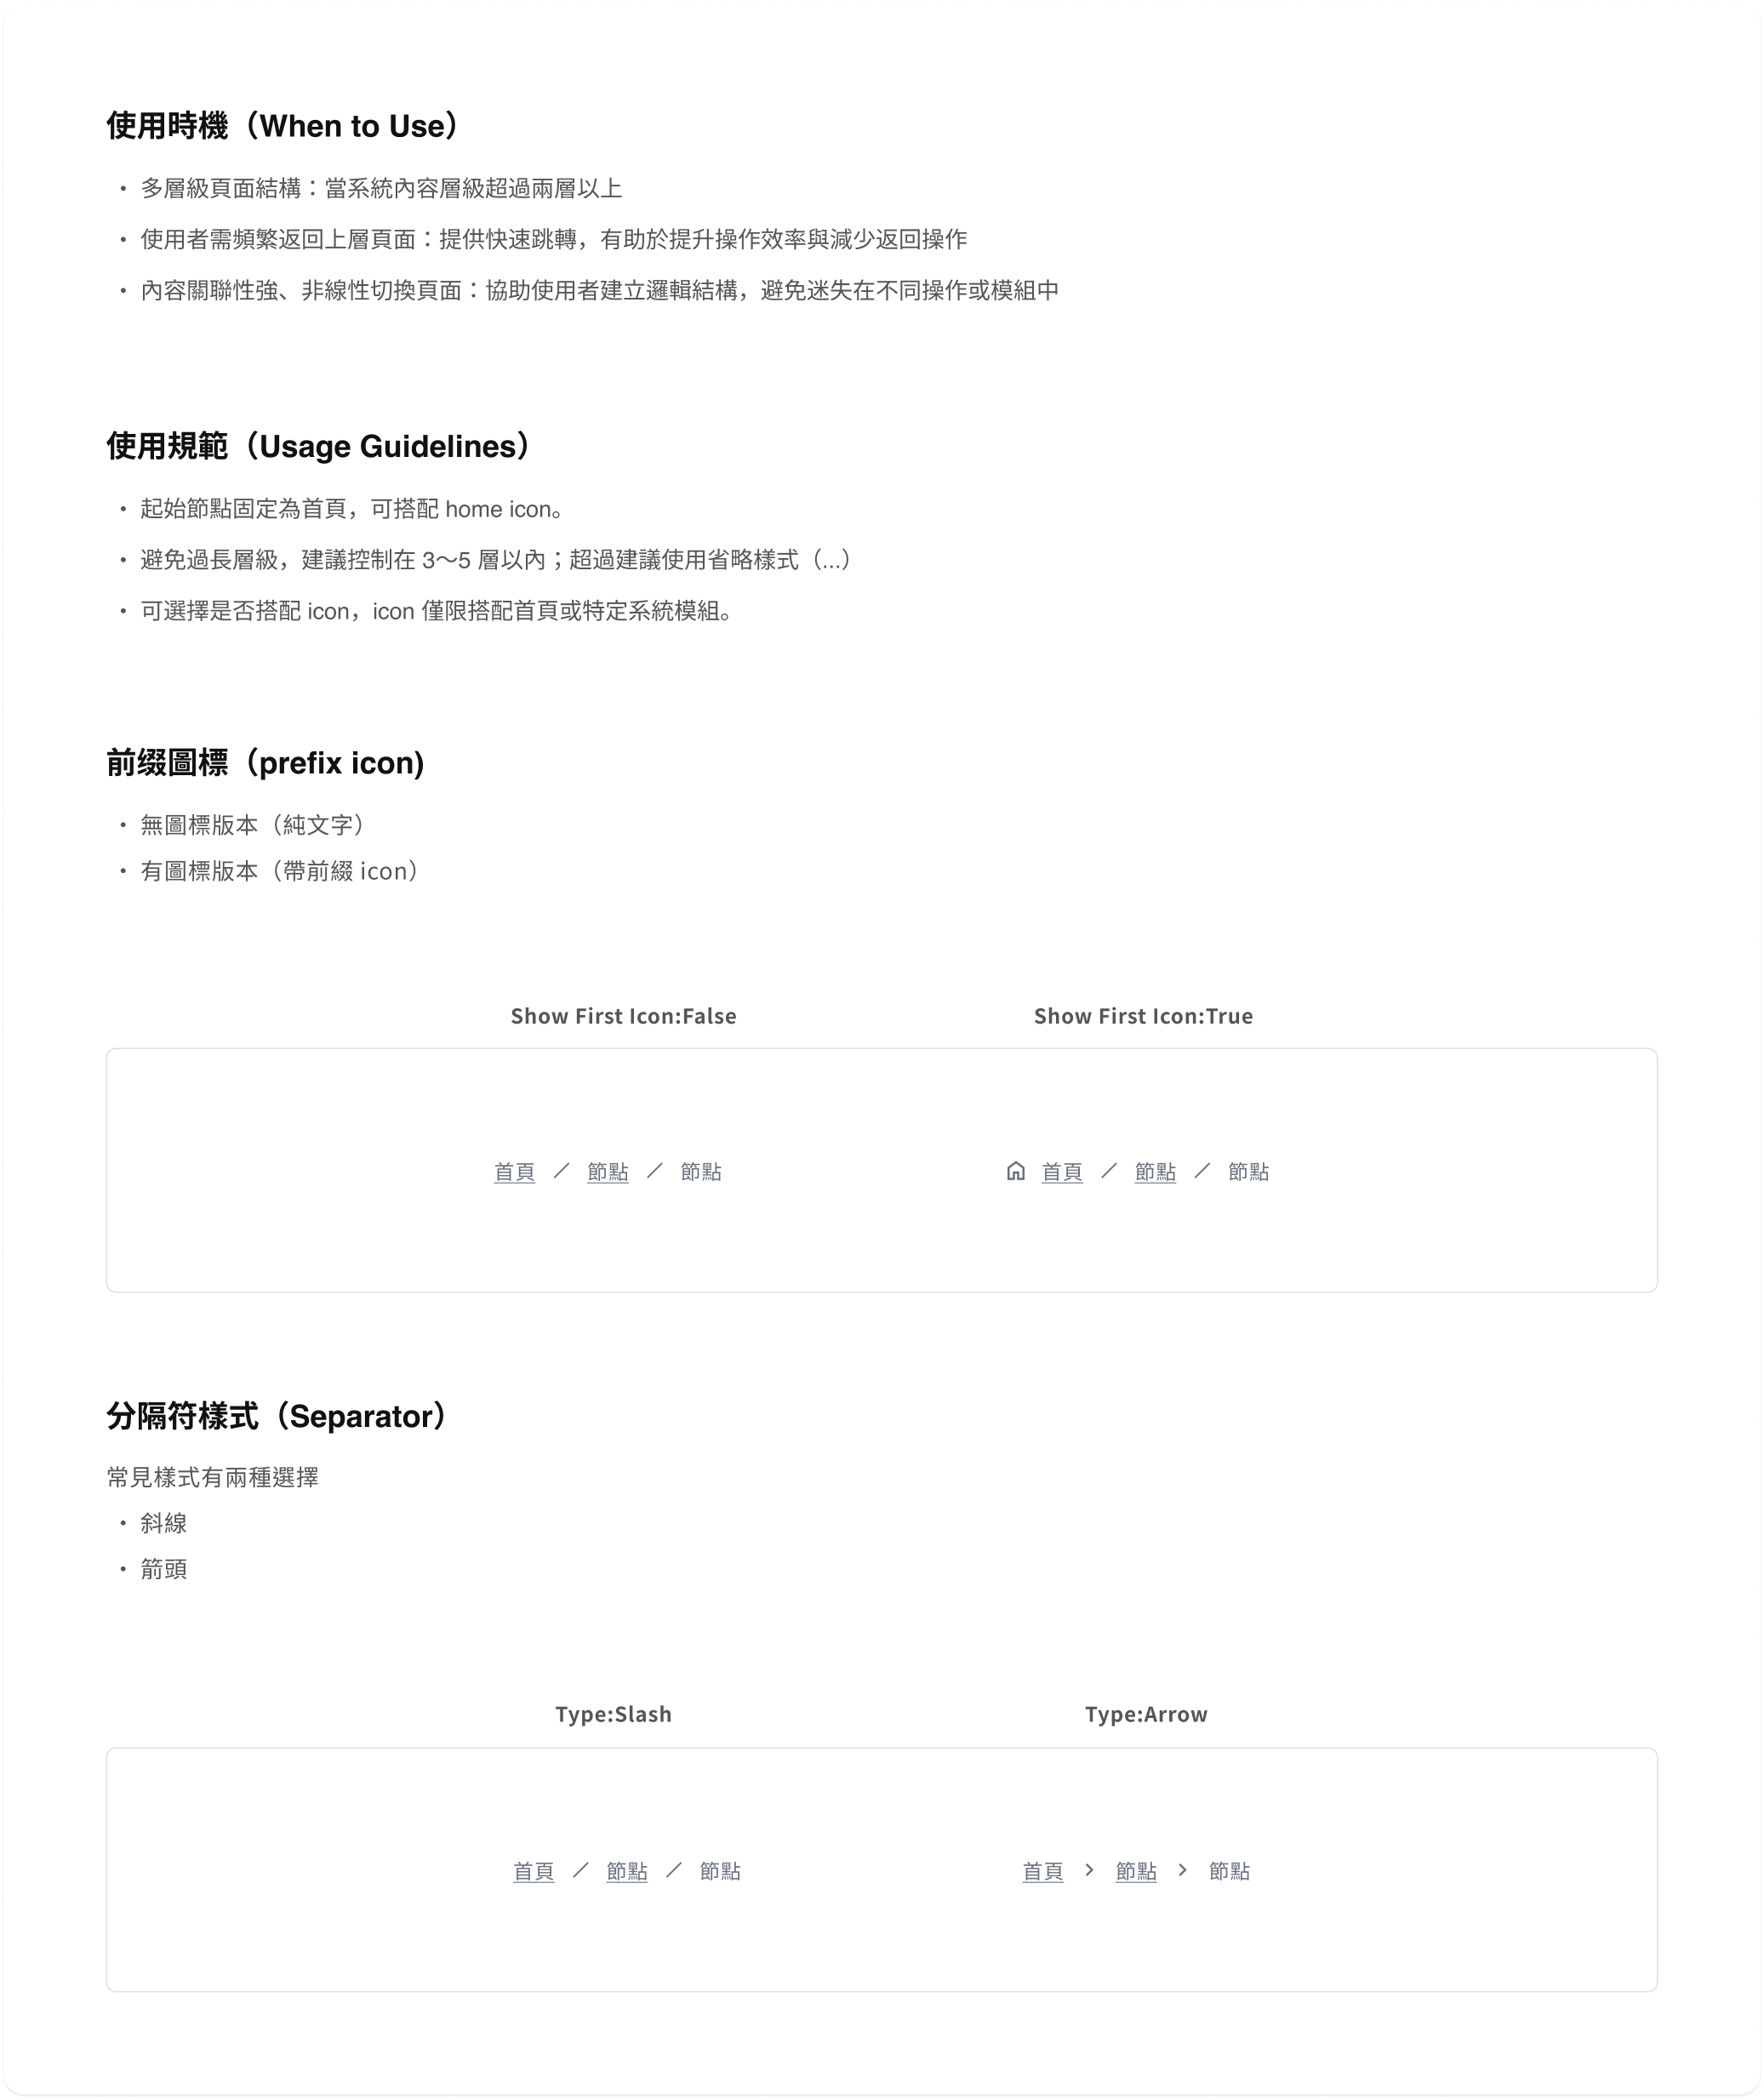 使用時機（When to Use）
• 多層級頁面結構：當系統內容層級超過兩層以上
• 使用者需頻繁返回上層頁面：提供快速跳轉，有助於提升操作效率與減少返回操作
• 內容關聯性強、非線性切換頁面：協助使用者建立邏輯結構，避免迷失在不同操作或模組中
使用規範（Usage Guidelines）
• 起始節點固定為首頁，可搭配 home icon。
• 避免過長層級，建議控制在 3～5 層以內；超過建議使用省略樣式（...）
• 可選擇是否搭配 icon，icon 僅限搭配首頁或特定系統模組。
前缀圖標（prefix icon)
• 無圖標版本（純文字）
• 有圖標版本（帶前綴 icon）
Show First Icon:False
Show First Icon:True
首頁 ／ 節點 ／ 節點
首頁 ／ 節點 ／ 節點
分隔符樣式（Separator）
常見樣式有兩種選擇
• 斜線
• 箭頭
Type:Slash
Type:Arrow
首頁 ／ 節點 ／ 節點
首頁 > 節點 > 節點